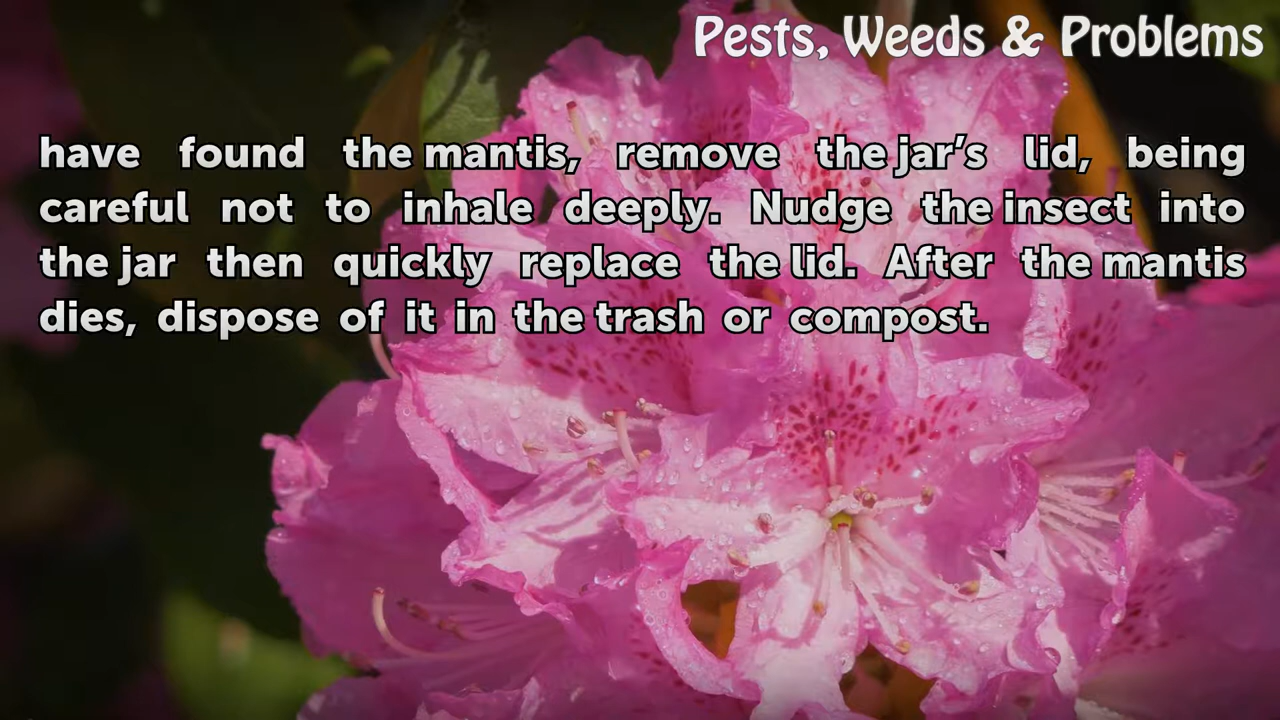 Pests, Weeds & Problems
have found the mantis, remove the jar's lid, being
careful not to inhale deeply. Nudge the insect into
the jar then quickly replace the lid. After the mantis
dies, dispose of it in the trash or compost.